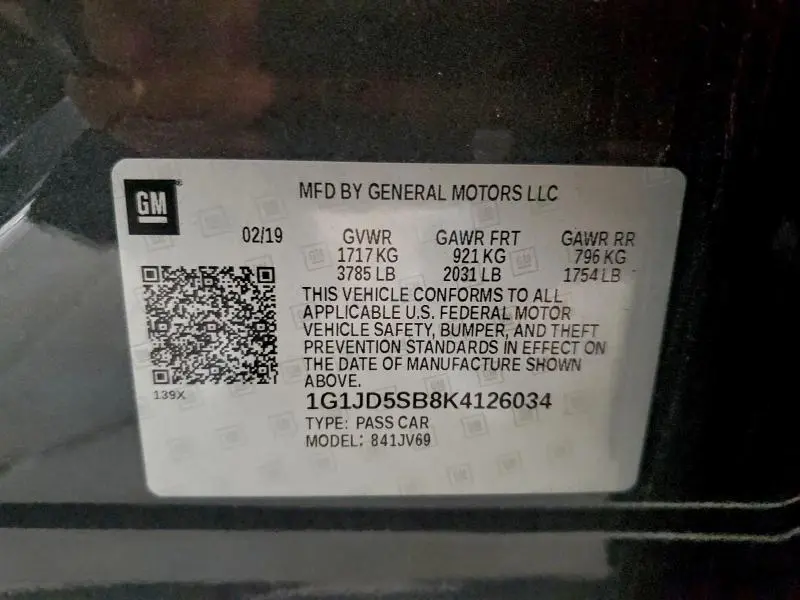 GM
MFD BY GENERAL MOTORS LLC
02/19 GVWR GAWR FRT GAWR RR
1717 KG 921 KG 796 KG
3785 LB 2031 LB 1754 LB
THIS VEHICLE CONFORMS TO ALL
APPLICABLE U.S. FEDERAL MOTOR
VEHICLE SAFETY, BUMPER, AND THEFT
PREVENTION STANDARDS IN EFFECT ON
THE DATE OF MANUFACTURE SHOWN
ABOVE.
139X
1G1JD5SB8K4126034
TYPE: PASS CAR
MODEL: 841JV69